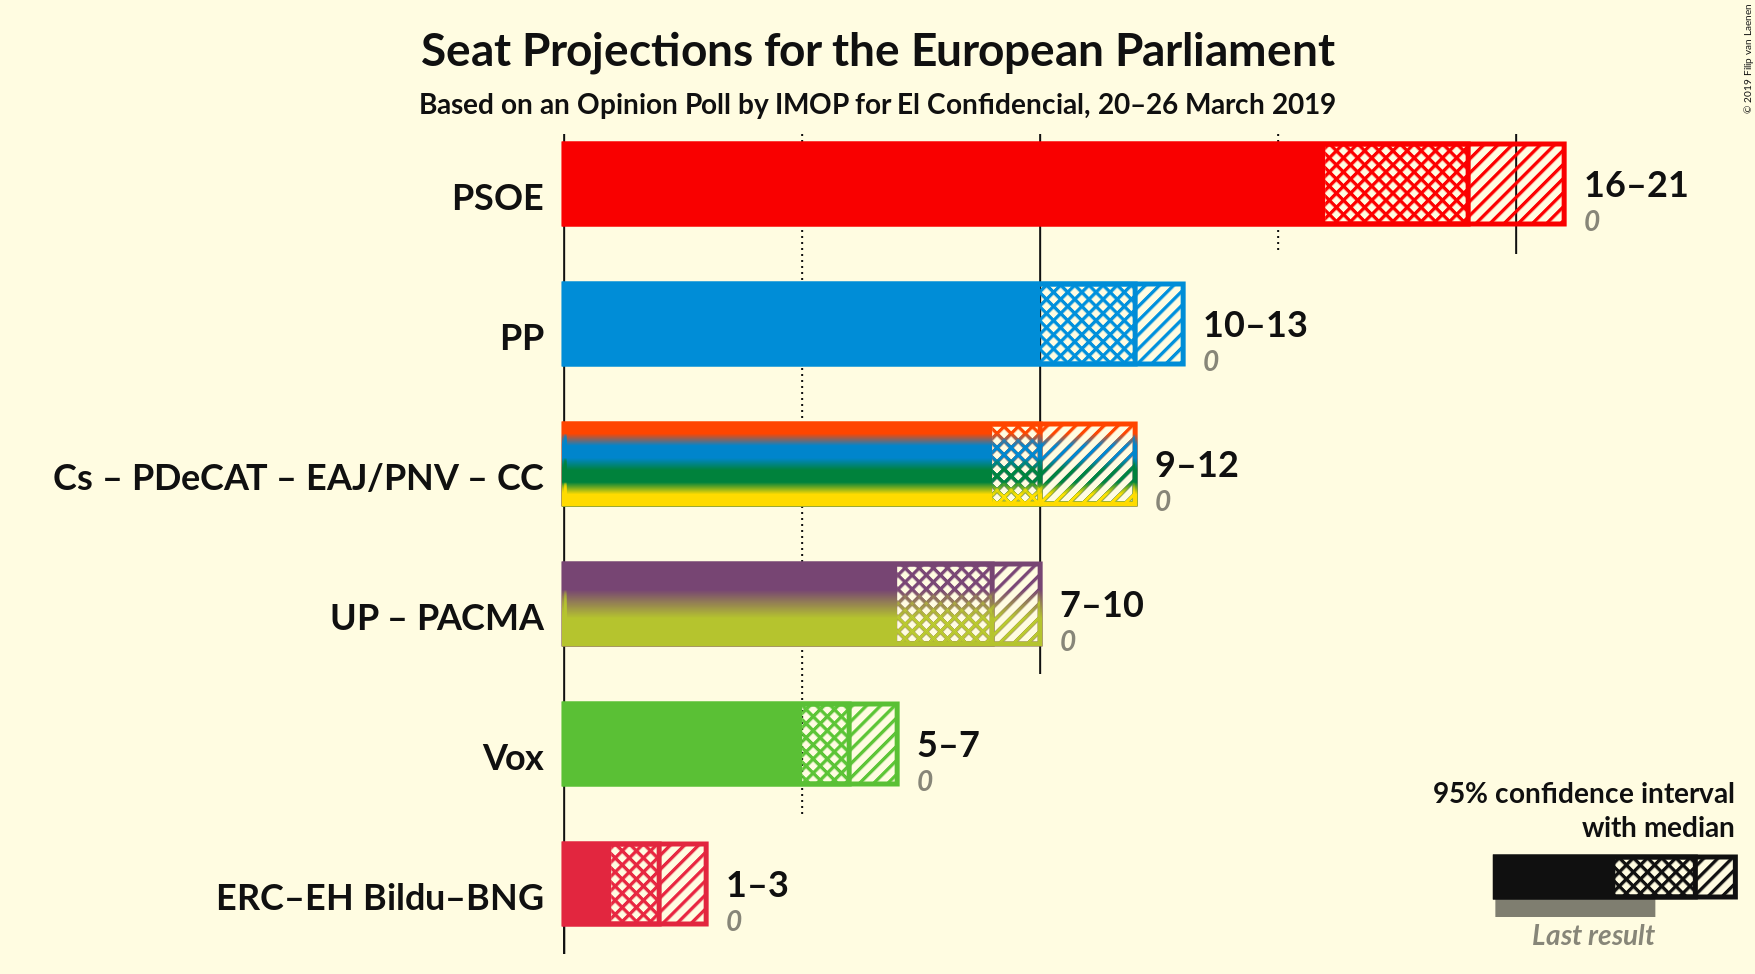 Seat Projections for the European Parliament
Based on an Opinion Poll by IMOP for El Confidencial, 20–26 March 2019
© 2019 Filip van Laenen
PSOE
16–21
0
PP
10–13
0
Cs – PDeCAT – EAJ/PNV – CC
9–12
0
UP – PACMA
7–10
0
Vox
5–7
0
ERC–EH Bildu–BNG
1–3
0
95% confidence interval
with median
Last result